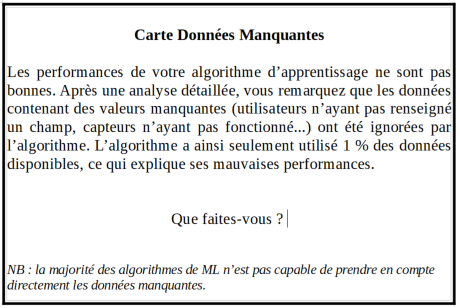 Carte Données Manquantes
Les performances de votre algorithme d'apprentissage ne sont pas
bonnes. Après une analyse détaillée, vous remarquez que les données
contenant des valeurs manquantes (utilisateurs n'ayant pas renseigné
un champ, capteurs n'ayant pas fonctionné...) ont été ignorées par
l'algorithme. L'algorithme a ainsi seulement utilisé 1 % des données
disponibles, ce qui explique ses mauvaises performances.
Que faites-vous ?
NB : la majorité des algorithmes de ML n'est pas capable de prendre en compte
directement les données manquantes.